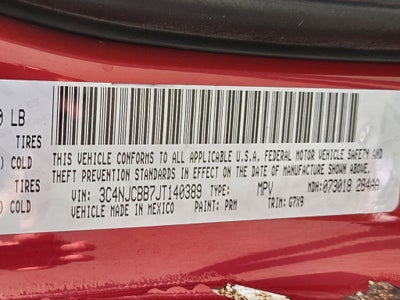 0 LB
TIRES
) COLD
TIRES
) COLD
THIS VEHICLE CONFORMS TO ALL APPLICABLE U.S.A. FEDERAL MOTOR VEHICLE SAFETY AND
THEFT PREVENTION STANDARDS IN EFFECT ON THE DATE OF MANUFACTURE SHOWN ABOVE.
VIN: 3C4NJCBB7JT140389 TYPE: MPV MDH: 073018 284AA
VEHICLE MADE IN MEXICO PAINT: PRM TRIM: G7X9